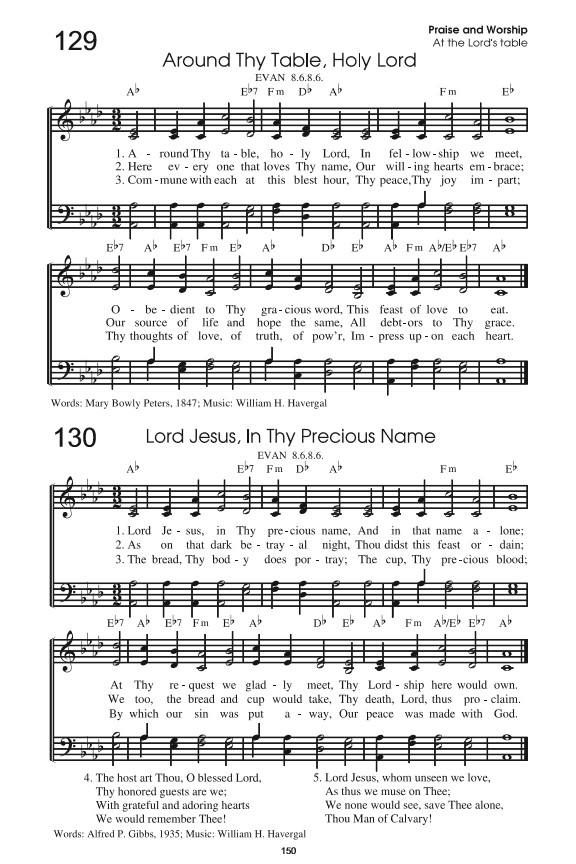 129
Praise and Worship
At the Lord's table
Around Thy Table, Holy Lord
EVAN 8.6.8.6.
A♭ E♭7 Fm D♭ A♭ Fm E♭
1. A - round Thy ta - ble, ho - ly Lord, In fel - low - ship we meet,
2. Here ev - ery one that loves Thy name, Our will - ing hearts em - brace;
3. Com - mune with each at this blest hour, Thy peace, Thy joy im - part;
E♭7 A♭ E♭7 Fm E♭ A♭ D♭ E♭ A♭ Fm A♭/E♭ E♭7 A♭
O - be - dient to Thy gra - cious word, This feast of love to eat.
Our source of life and hope the same, All debt - ors to Thy grace.
Thy thoughts of love, of truth, of pow'r, Im - press up - on each heart.
Words: Mary Bowly Peters, 1847; Music: William H. Havergal
130
Lord Jesus, In Thy Precious Name
EVAN 8.6.8.6.
A♭ E♭7 Fm D♭ A♭ Fm E♭
1. Lord Je - sus, in Thy pre - cious name, And in that name a - lone;
2. As on that dark be - tray - al night, Thou didst this feast or - dain;
3. The bread, Thy bod - y does por - tray; The cup, Thy pre - cious blood;
E♭7 A♭ E♭7 Fm E♭ A♭ D♭ E♭ A♭ Fm A♭/E♭ E♭7 A♭
At Thy re - quest we glad - ly meet, Thy Lord - ship here would own.
We too, the bread and cup would take, Thy death, Lord, thus pro - claim.
By which our sin was put a - way, Our peace was made with God.
4. The host art Thou, O blessed Lord,
Thy honored guests are we;
With grateful and adoring hearts
We would remember Thee!
5. Lord Jesus, whom unseen we love,
As thus we muse on Thee;
We none would see, save Thee alone,
Thou Man of Calvary!
Words: Alfred P. Gibbs, 1935; Music: William H. Havergal
150